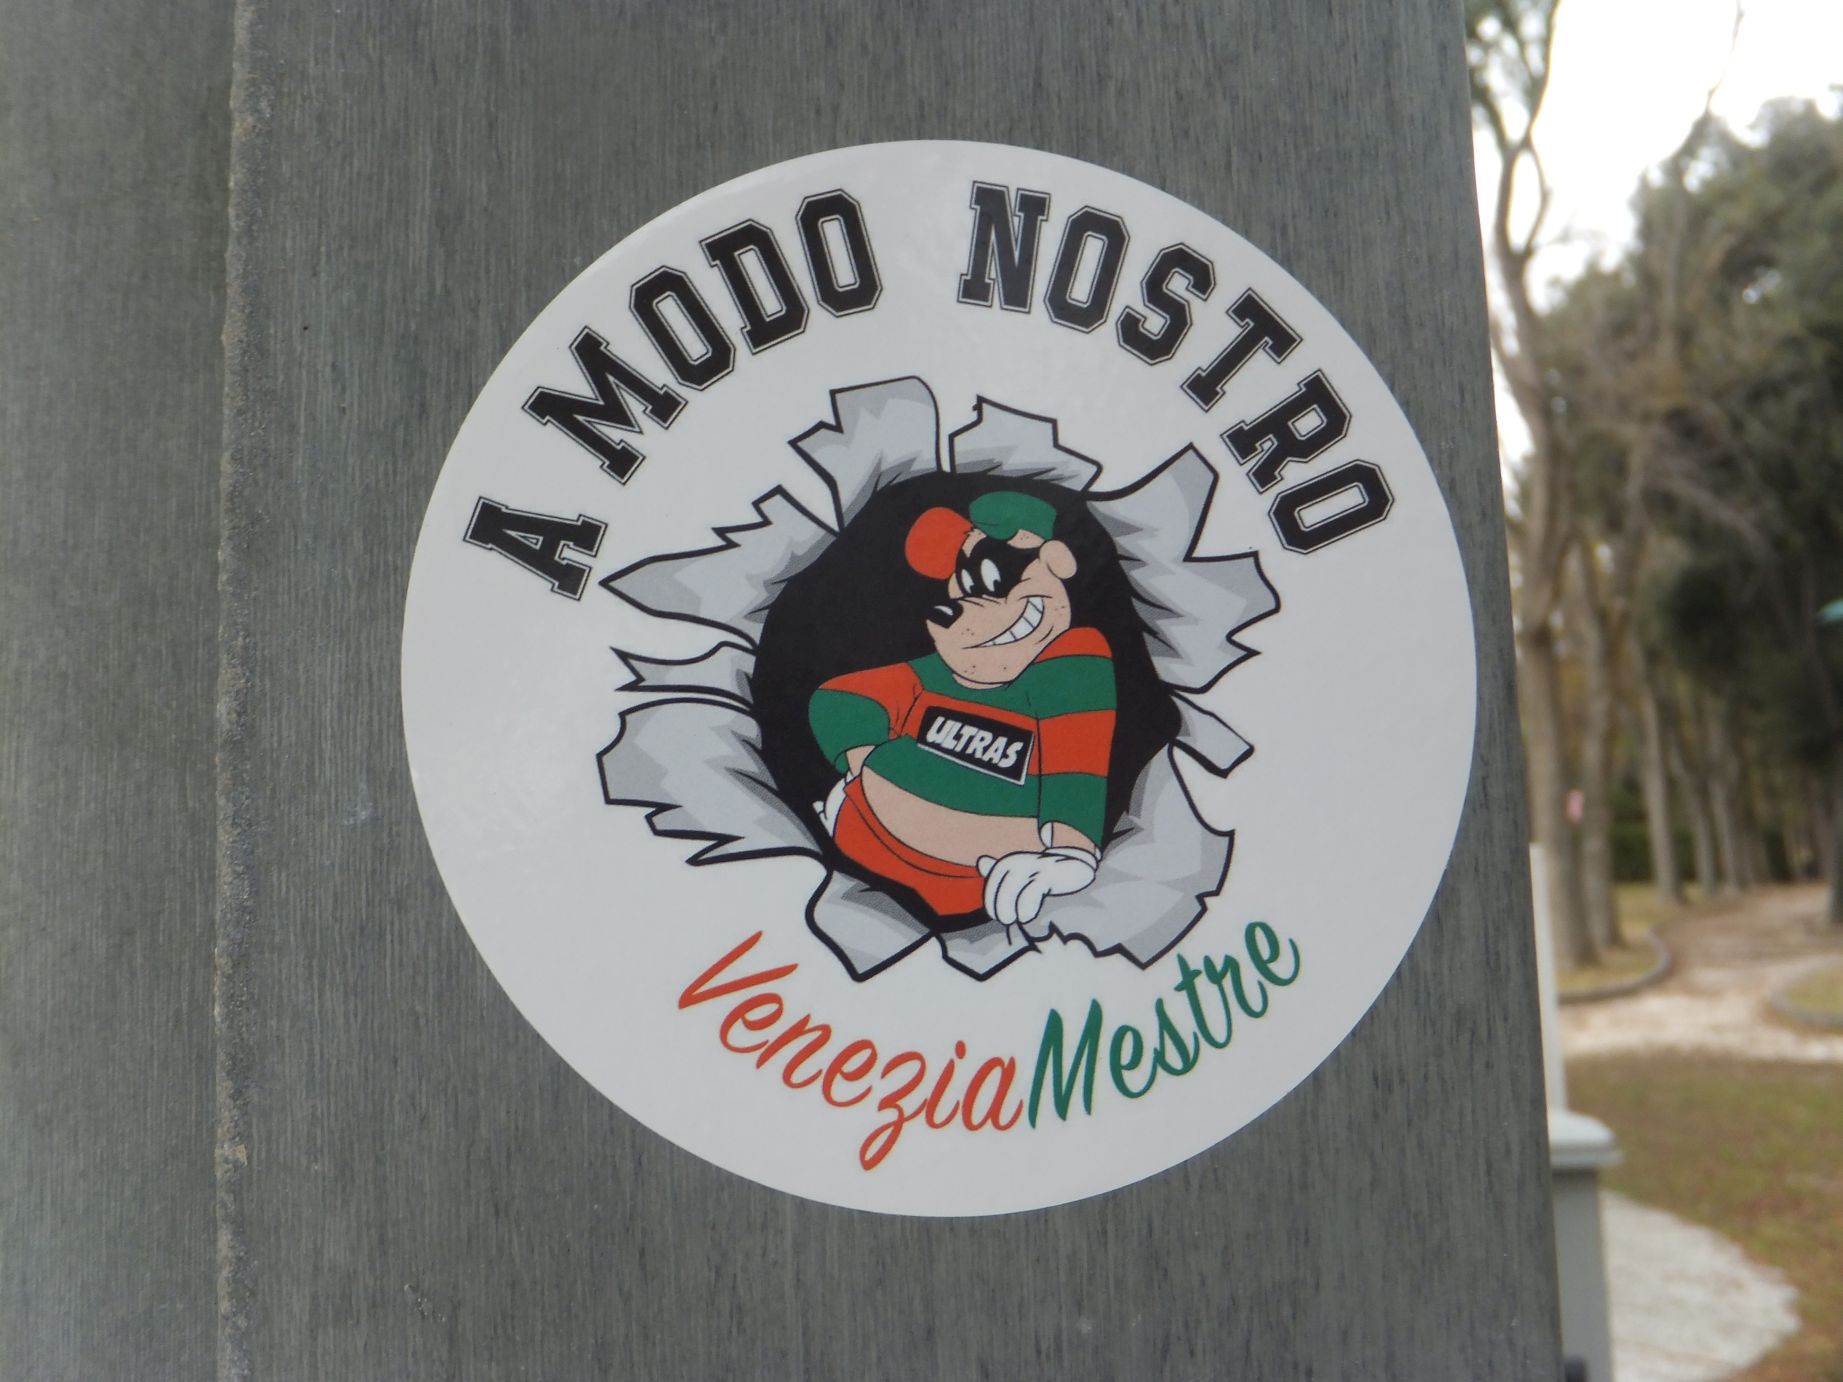 A MODO NOSTRO
ULTRAS
VeneziaMestre